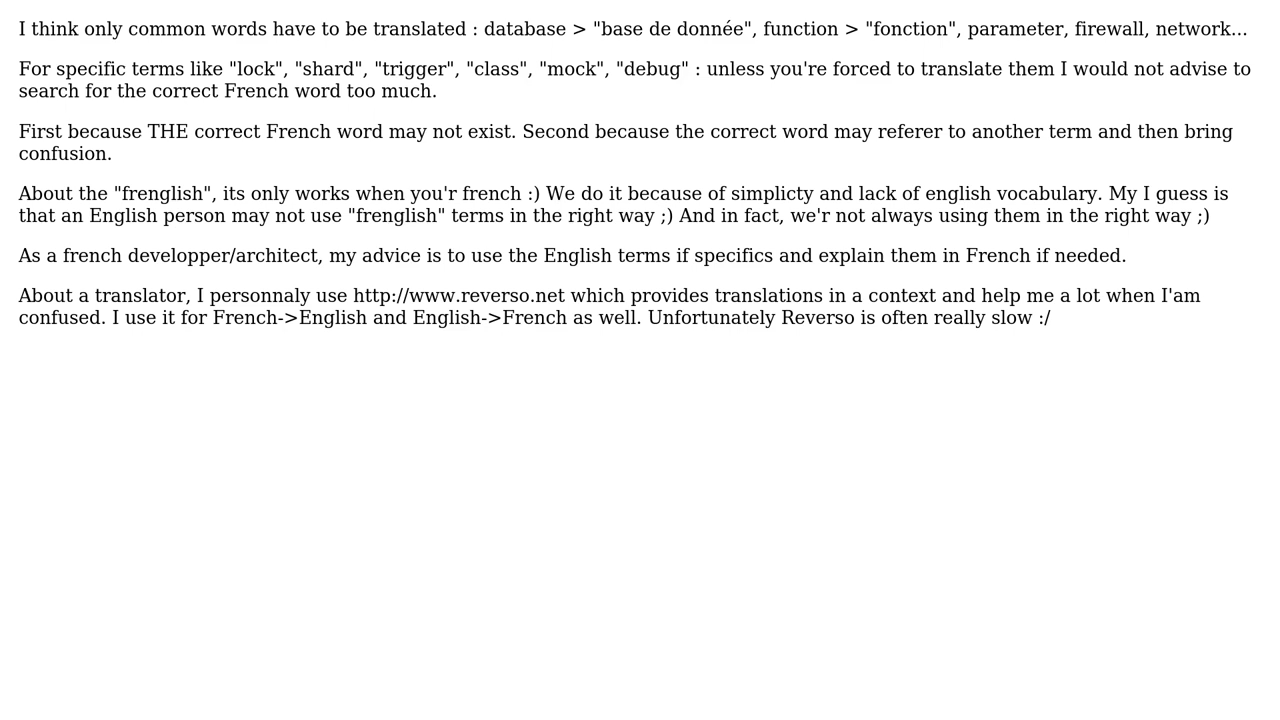 I think only common words have to be translated : database > "base de donnée", function > "fonction", parameter, firewall, network...
For specific terms like "lock", "shard", "trigger", "class", "mock", "debug" : unless you're forced to translate them I would not advise to
search for the correct French word too much.
First because THE correct French word may not exist. Second because the correct word may referer to another term and then bring
confusion.
About the "frenglish", its only works when you'r french :) We do it because of simplicty and lack of english vocabulary. My I guess is
that an English person may not use "frenglish" terms in the right way ;) And in fact, we'r not always using them in the right way ;)
As a french developper/architect, my advice is to use the English terms if specifics and explain them in French if needed.
About a translator, I personnaly use http://www.reverso.net which provides translations in a context and help me a lot when I'am
confused. I use it for French->English and English->French as well. Unfortunately Reverso is often really slow :/